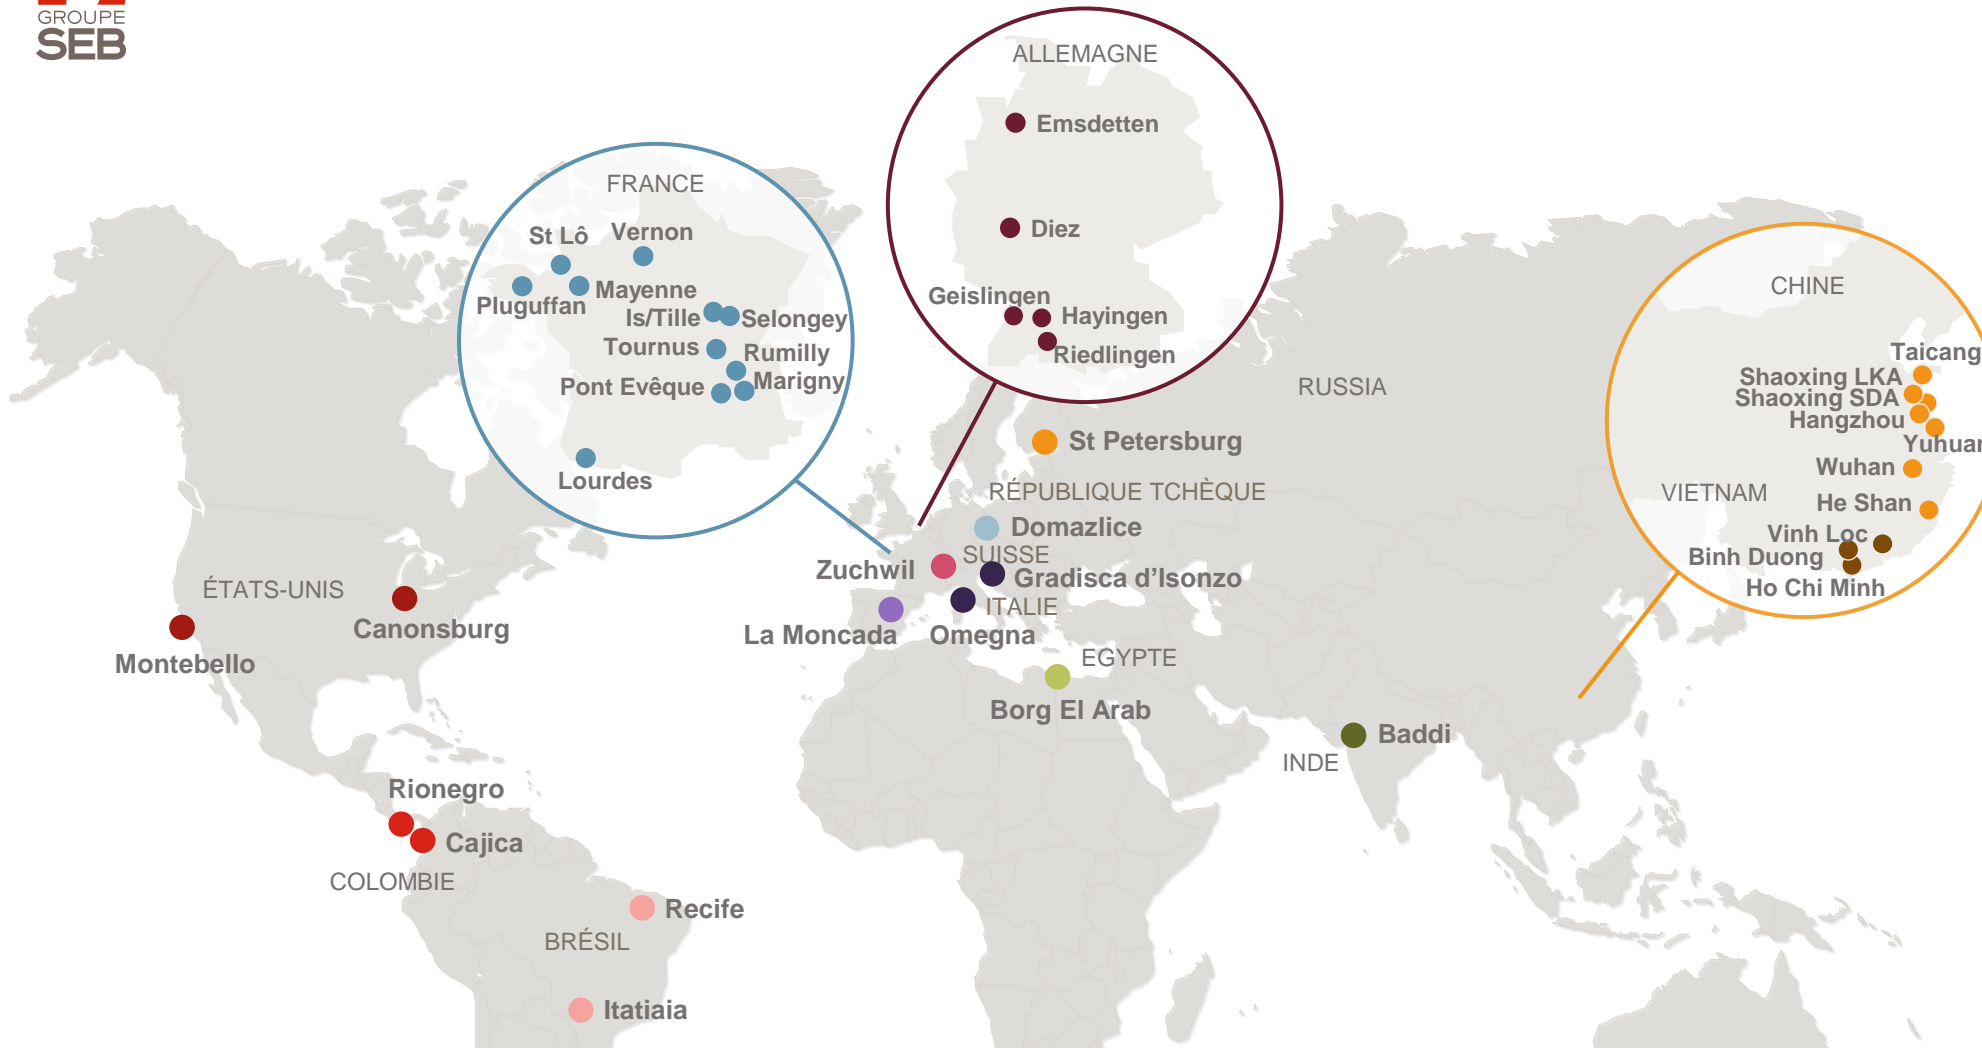 GROUPE
SEB
ALLEMAGNE
Emsdetten
Diez
Geislingen
Hayingen
Riedlingen
FRANCE
St Lô
Vernon
Pluguffan
Mayenne
Is/Tille
Selongey
Tournus
Rumilly
Pont Evêque
Marigny
Lourdes
CHINE
Taicang
Shaoxing LKA
Shaoxing SDA
Hangzhou
Yuhuan
Wuhan
He Shan
VIETNAM
Vinh Loc
Binh Duong
Ho Chi Minh
RUSSIA
St Petersburg
RÉPUBLIQUE TCHÈQUE
Domazlice
SUISSE
Zuchwil
Gradisca d'Isonzo
ITALIE
La Moncada
Omegna
EGYPTE
Borg El Arab
INDE
Baddi
ÉTATS-UNIS
Canonsburg
Montebello
Rionegro
Cajica
COLOMBIE
Recife
BRÉSIL
Itatiaia